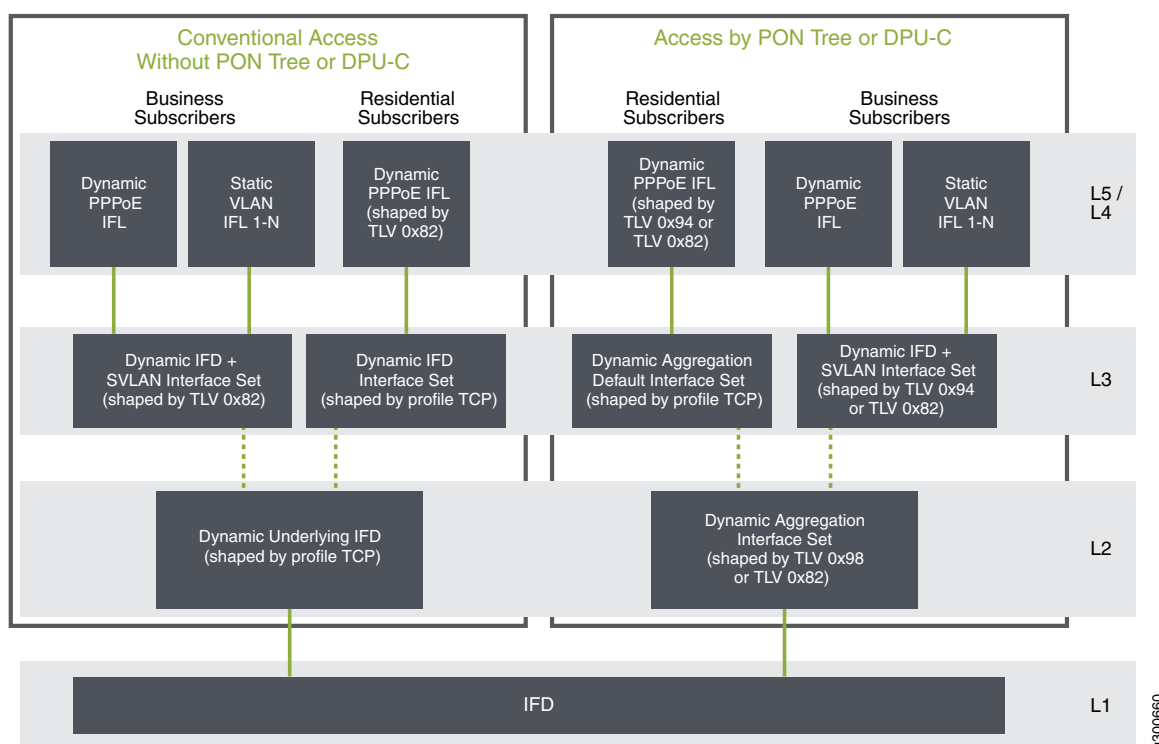 Conventional Access
Without PON Tree or DPU-C
Access by PON Tree or DPU-C
Business
Subscribers
Residential
Subscribers
Residential
Subscribers
Business
Subscribers
Dynamic
PPPoE
IFL
Static
VLAN
IFL 1-N
Dynamic
PPPoE IFL
(shaped by
TLV 0x82)
Dynamic
PPPoE IFL
(shaped by
TLV 0x94 or
TLV 0x82)
Dynamic
PPPoE
IFL
Static
VLAN
IFL 1-N
L5 /
L4
Dynamic IFD +
SVLAN Interface Set
(shaped by TLV 0x82)
Dynamic IFD
Interface Set
(shaped by profile TCP)
Dynamic Aggregation
Default Interface Set
(shaped by profile TCP)
Dynamic IFD +
SVLAN Interface Set
(shaped by TLV 0x94
or TLV 0x82)
L3
Dynamic Underlying IFD
(shaped by profile TCP)
Dynamic Aggregation
Interface Set
(shaped by TLV 0x98
or TLV 0x82)
L2
IFD
L1